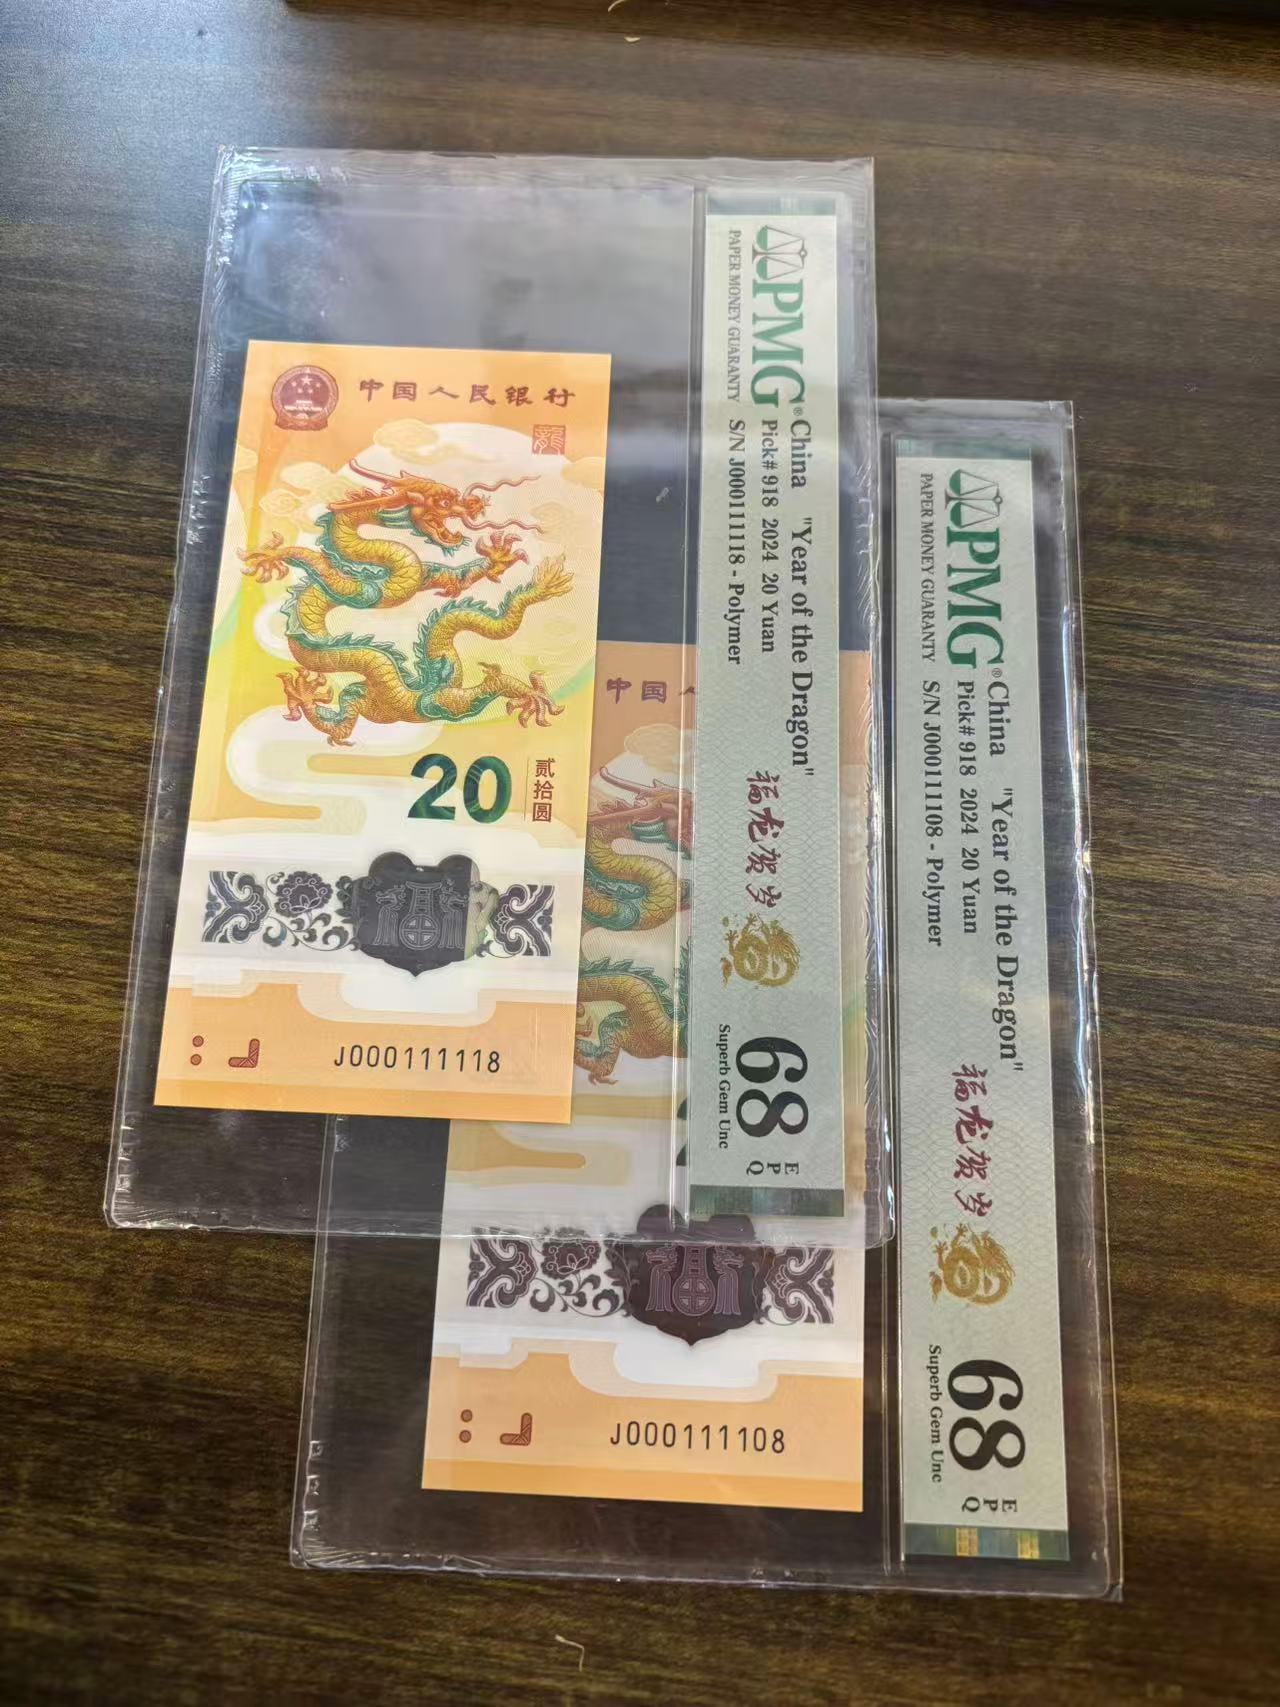 中国人民银行
龍
20
贰拾圆
J000111118
PMG®
PAPER MONEY GUARANTY
China "Year of the Dragon"
Pick# 918 2024 20 Yuan
S/N J000111118 - Polymer
福龙贺岁
68
EPQ
Superb Gem Unc
中国
J000111108
PMG®
PAPER MONEY GUARANTY
China "Year of the Dragon"
Pick# 918 2024 20 Yuan
S/N J000111108 - Polymer
福龙贺岁
68
EPQ
Superb Gem Unc